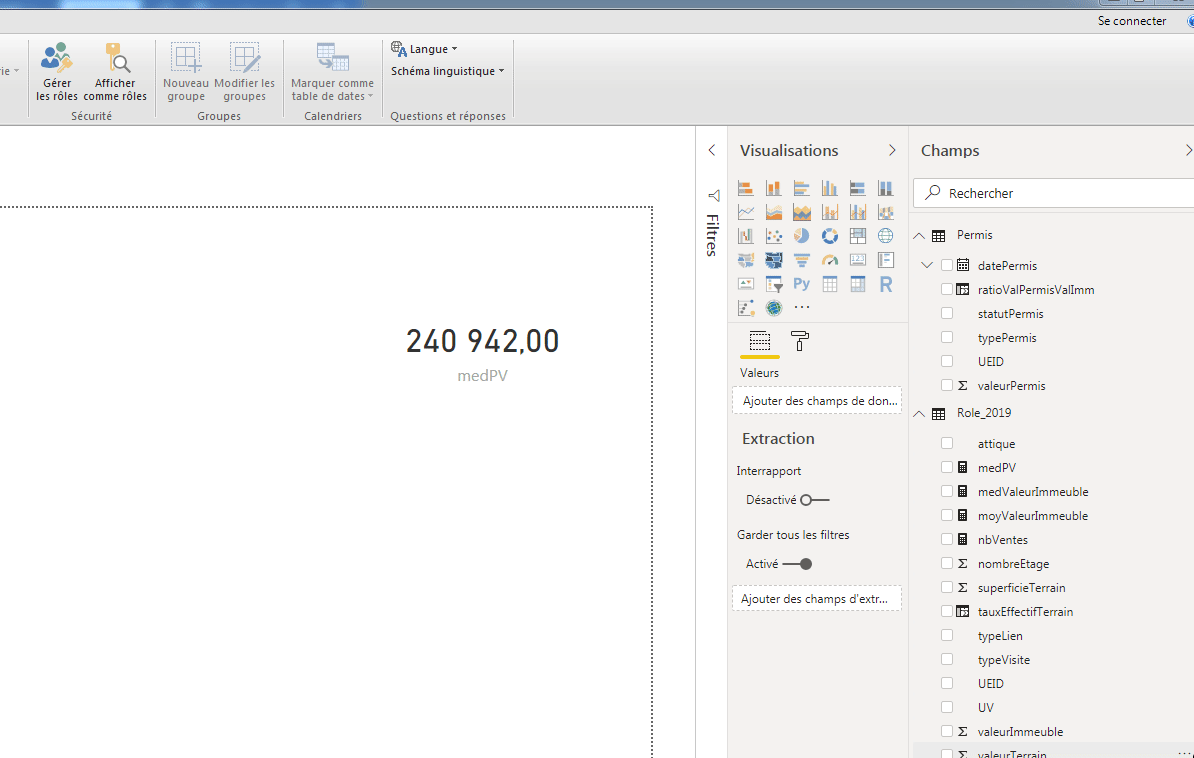 Se connecter
Gérer
les rôles
Afficher
comme rôles
Sécurité
Nouveau
groupe
Modifier les
groupes
Groupes
Marquer comme
table de dates
Calendriers
Langue
Schéma linguistique
Questions et réponses
240 942,00
medPV
Filtres
Visualisations
123
Py
R
Valeurs
Ajouter des champs de don...
Extraction
Interrapport
Désactivé
Garder tous les filtres
Activé
Ajouter des champs d'extr...
Champs
Rechercher
Permis
datePermis
ratioValPermisValImm
statutPermis
typePermis
UEID
Σ valeurPermis
Role_2019
attique
medPV
medValeurImmeuble
moyValeurImmeuble
nbVentes
Σ nombreEtage
Σ superficieTerrain
tauxEffectifTerrain
typeLien
typeVisite
UEID
UV
Σ valeurImmeuble
Σ valeurTerrain